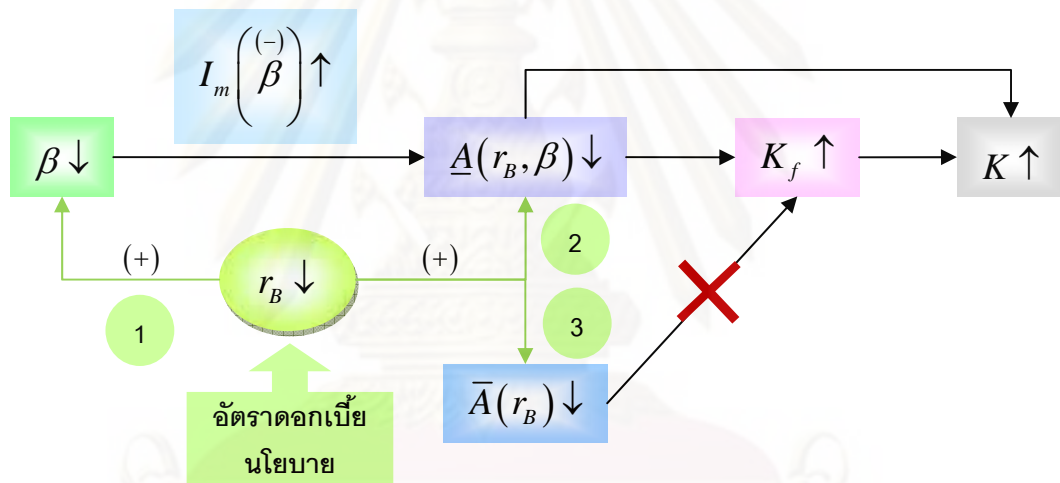 I_m(β^(-))↑
β↓
A̲(r_B, β)↓
K_f↑
K↑
(+)
r_B↓
(+)
2
1
3
A̅(r_B)↓
อัตราดอกเบี้ย
นโยบาย